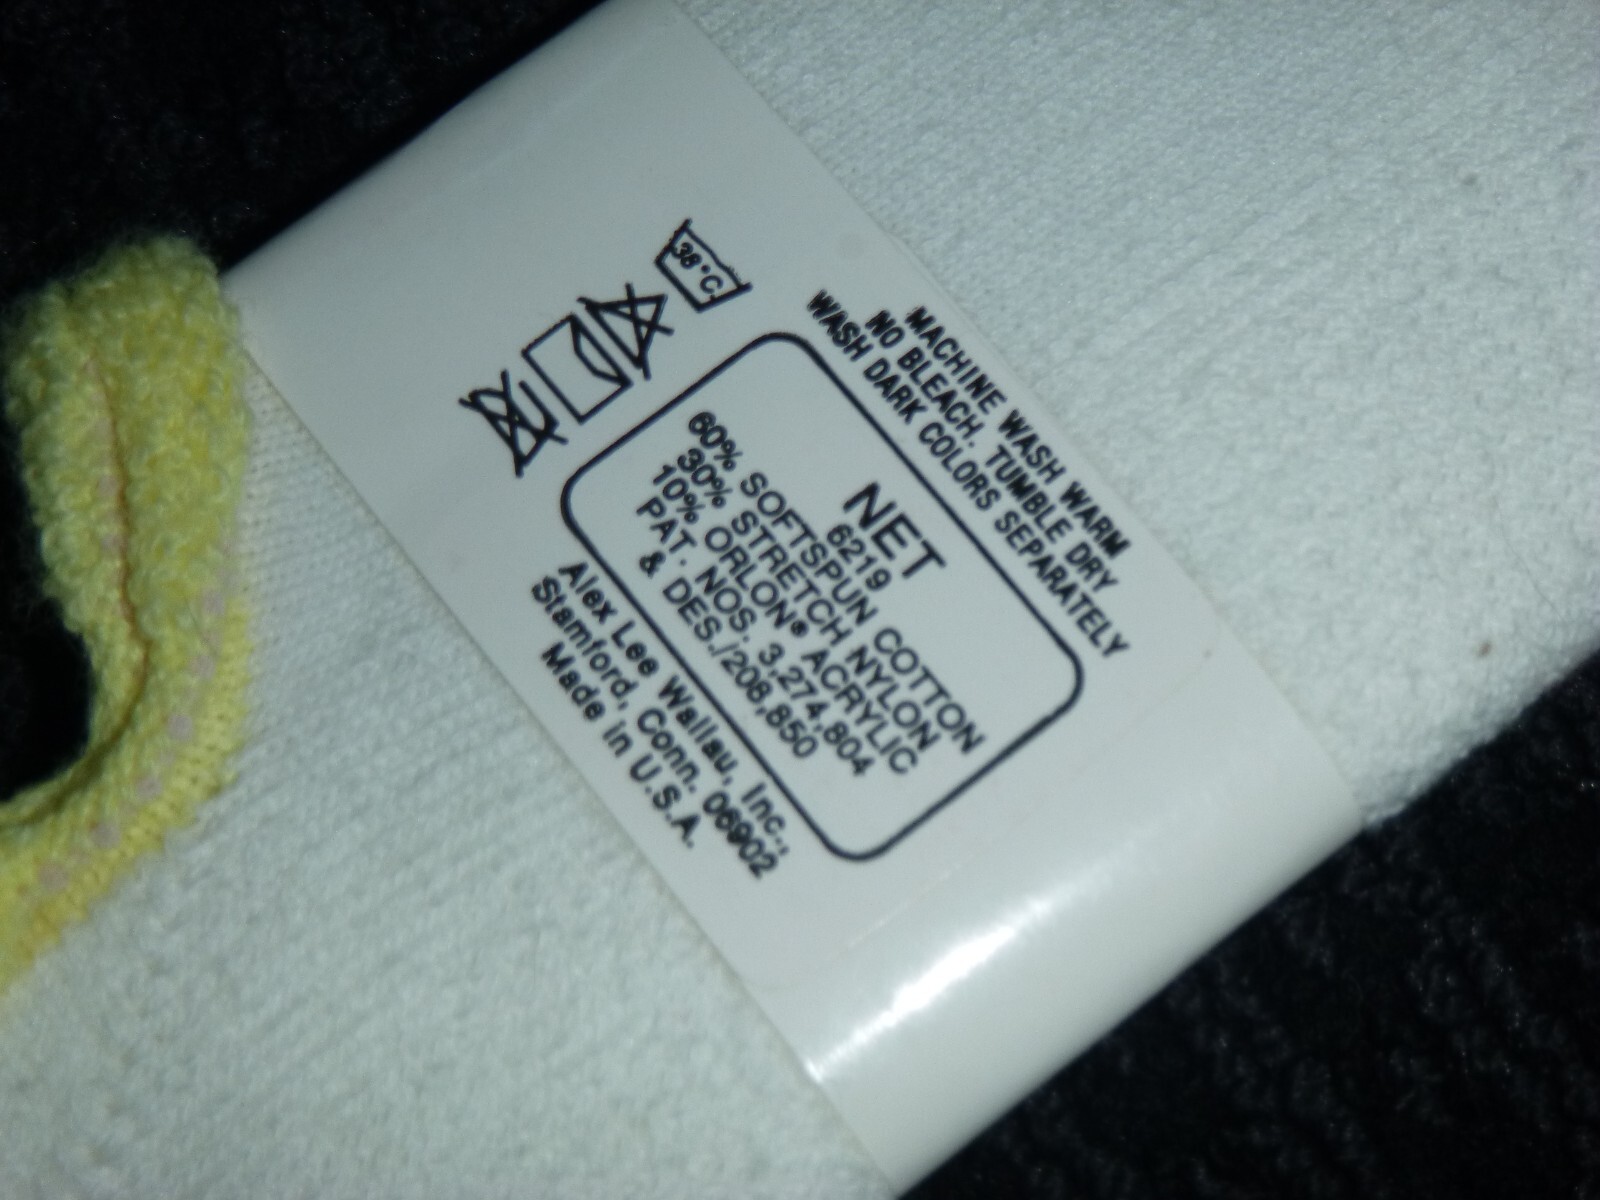 38°C.
MACHINE WASH WARM
NO BLEACH. TUMBLE DRY
WASH DARK COLORS SEPARATELY
NET
6219
60% SOFTSPUN COTTON
30% STRETCH NYLON
10% ORLON® ACRYLIC
PAT. NOS. 3,274,804
& DES./208,850
Alex Lee Wallau, Inc.,
Stamford, Conn. 06902
Made in U.S.A.